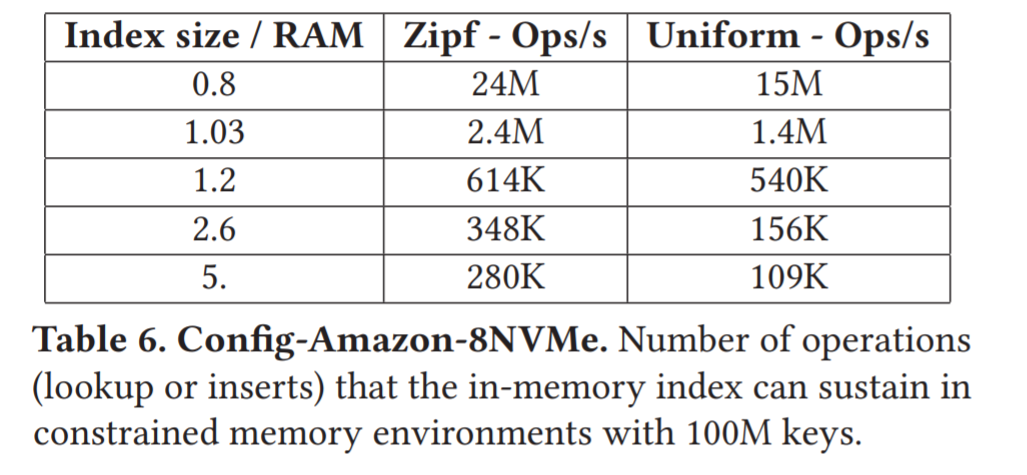 Index size / RAM Zipf - Ops/s Uniform - Ops/s
0.8 24M 15M
1.03 2.4M 1.4M
1.2 614K 540K
2.6 348K 156K
5. 280K 109K
Table 6. Config-Amazon-8NVMe. Number of operations
(lookup or inserts) that the in-memory index can sustain in
constrained memory environments with 100M keys.